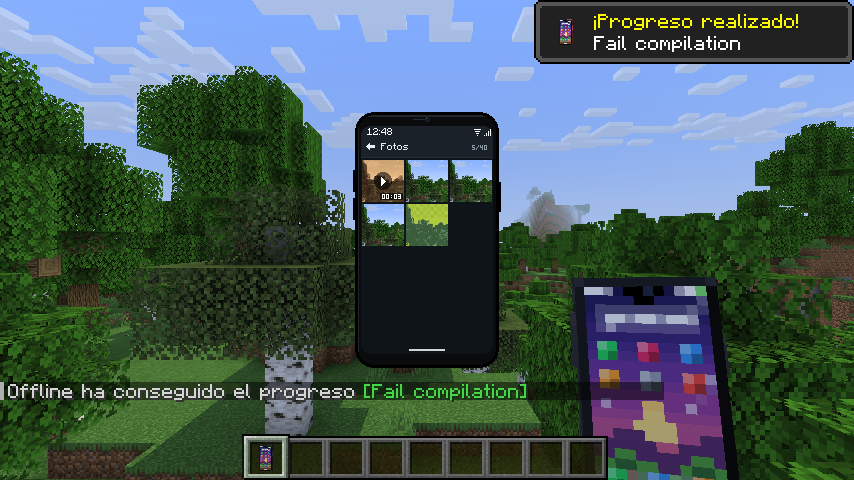 ¡Progreso realizado!
Fail compilation
12:48
Fotos
5/40
00:03
Offline ha conseguido el progreso [Fail compilation]